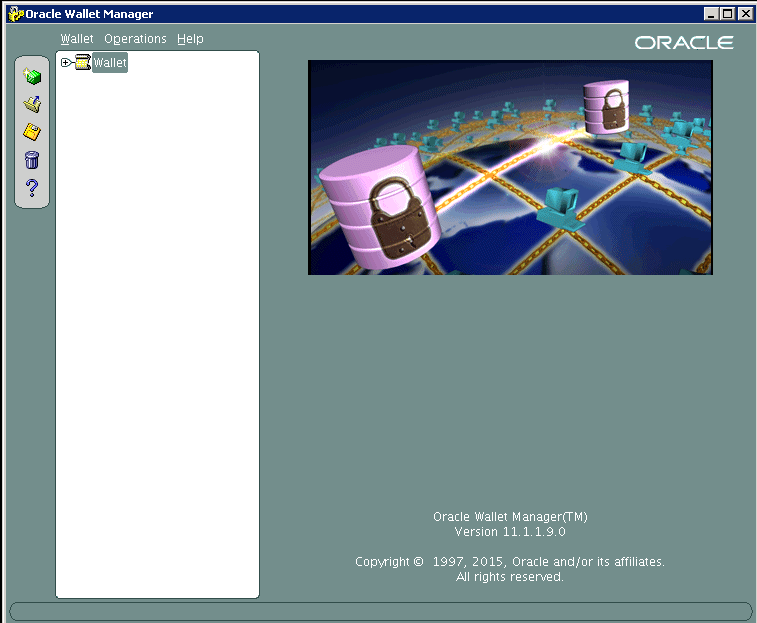 Oracle Wallet Manager
Wallet Operations Help
ORACLE
Wallet
?
Oracle Wallet Manager(TM)
Version 11.1.1.9.0
Copyright © 1997, 2015, Oracle and/or its affiliates.
All rights reserved.